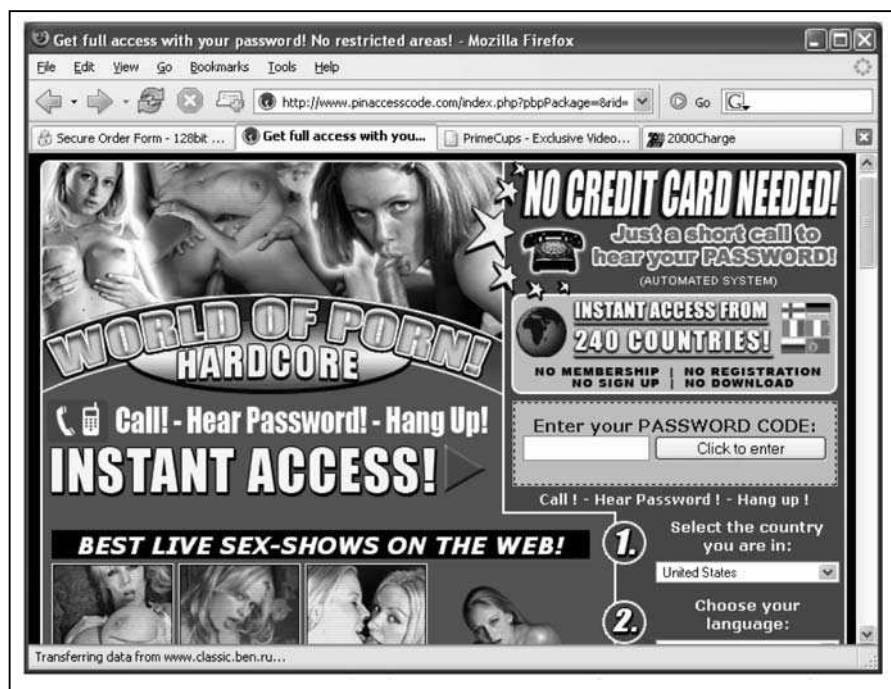 Get full access with your password! No restricted areas! - Mozilla Firefox
File Edit View Go Bookmarks Tools Help
http://www.pinaccesscode.com/index.php?pbpPackage=&rid= Go G
Secure Order Form - 128bit ... Get full access with you... PrimeCups - Exclusive Video... 2000Charge
NO CREDIT CARD NEEDED!
Just a short call to
hear your PASSWORD!
(AUTOMATED SYSTEM)
INSTANT ACCESS FROM
240 COUNTRIES!
NO MEMBERSHIP | NO REGISTRATION
NO SIGN UP | NO DOWNLOAD
WORLD OF PORN!
HARDCORE
Call! - Hear Password! - Hang Up!
INSTANT ACCESS!
Enter your PASSWORD CODE:
Click to enter
Call ! - Hear Password ! - Hang up !
BEST LIVE SEX-SHOWS ON THE WEB!
1. Select the country
you are in:
United States
2. Choose your
language:
Transferring data from www.classic.ben.ru...